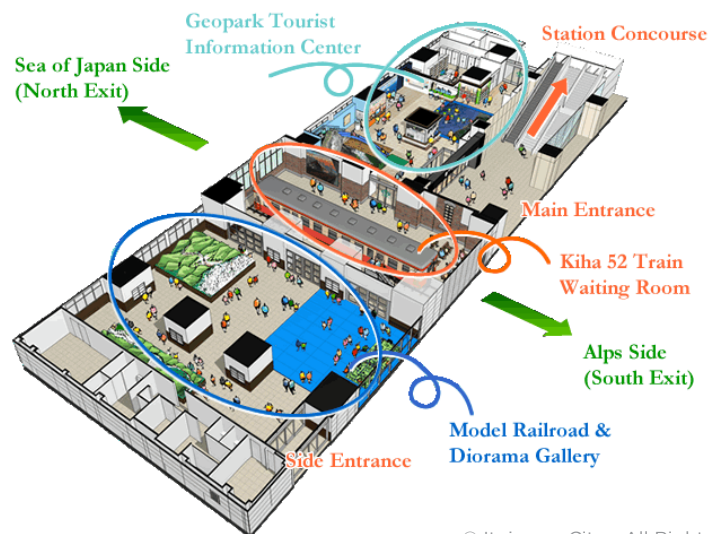 Geopark Tourist
Information Center
Station Concourse
Sea of Japan Side
(North Exit)
Main Entrance
Kiha 52 Train
Waiting Room
Alps Side
(South Exit)
Model Railroad &
Diorama Gallery
Side Entrance